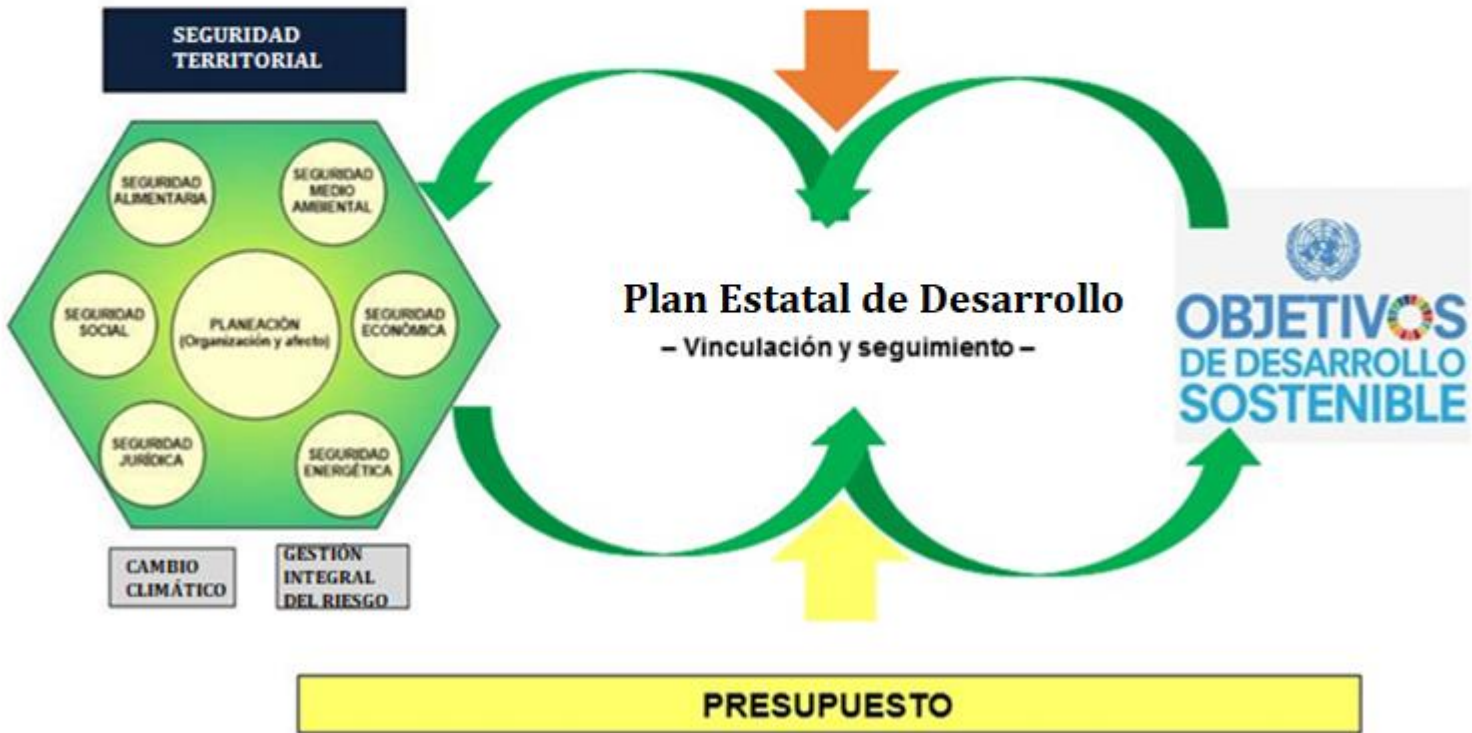 SEGURIDAD
TERRITORIAL
SEGURIDAD
ALIMENTARIA
SEGURIDAD
MEDIO
AMBIENTAL
SEGURIDAD
SOCIAL
PLANEACIÓN
(Organización y afecto)
SEGURIDAD
ECONÓMICA
SEGURIDAD
JURÍDICA
SEGURIDAD
ENERGÉTICA
CAMBIO
CLIMÁTICO
GESTIÓN
INTEGRAL
DEL RIESGO
Plan Estatal de Desarrollo
– Vinculación y seguimiento –
OBJETIVOS
DE DESARROLLO
SOSTENIBLE
PRESUPUESTO